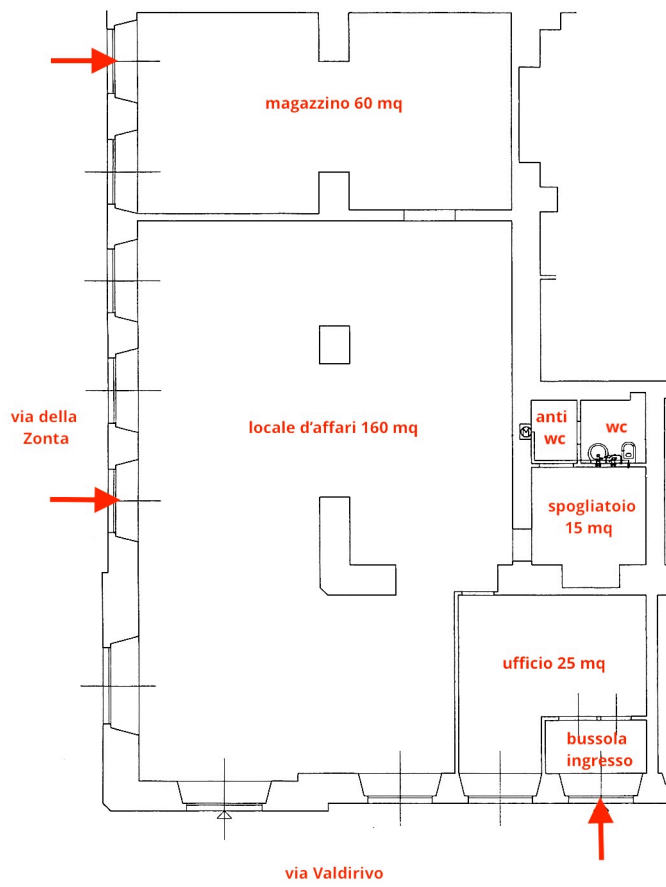 magazzino 60 mq
via della
Zonta
locale d'affari 160 mq
anti
wc
wc
M
spogliatoio
15 mq
ufficio 25 mq
bussola
ingresso
via Valdirivo